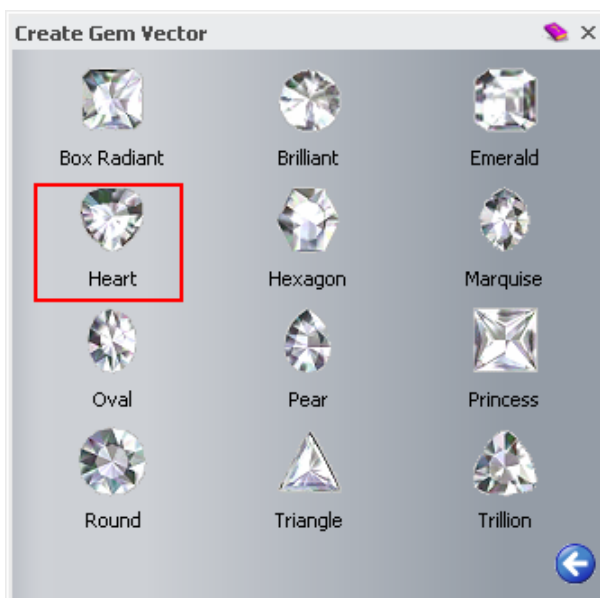 Create Gem Vector
Box Radiant Brilliant Emerald
Heart Hexagon Marquise
Oval Pear Princess
Round Triangle Trillion